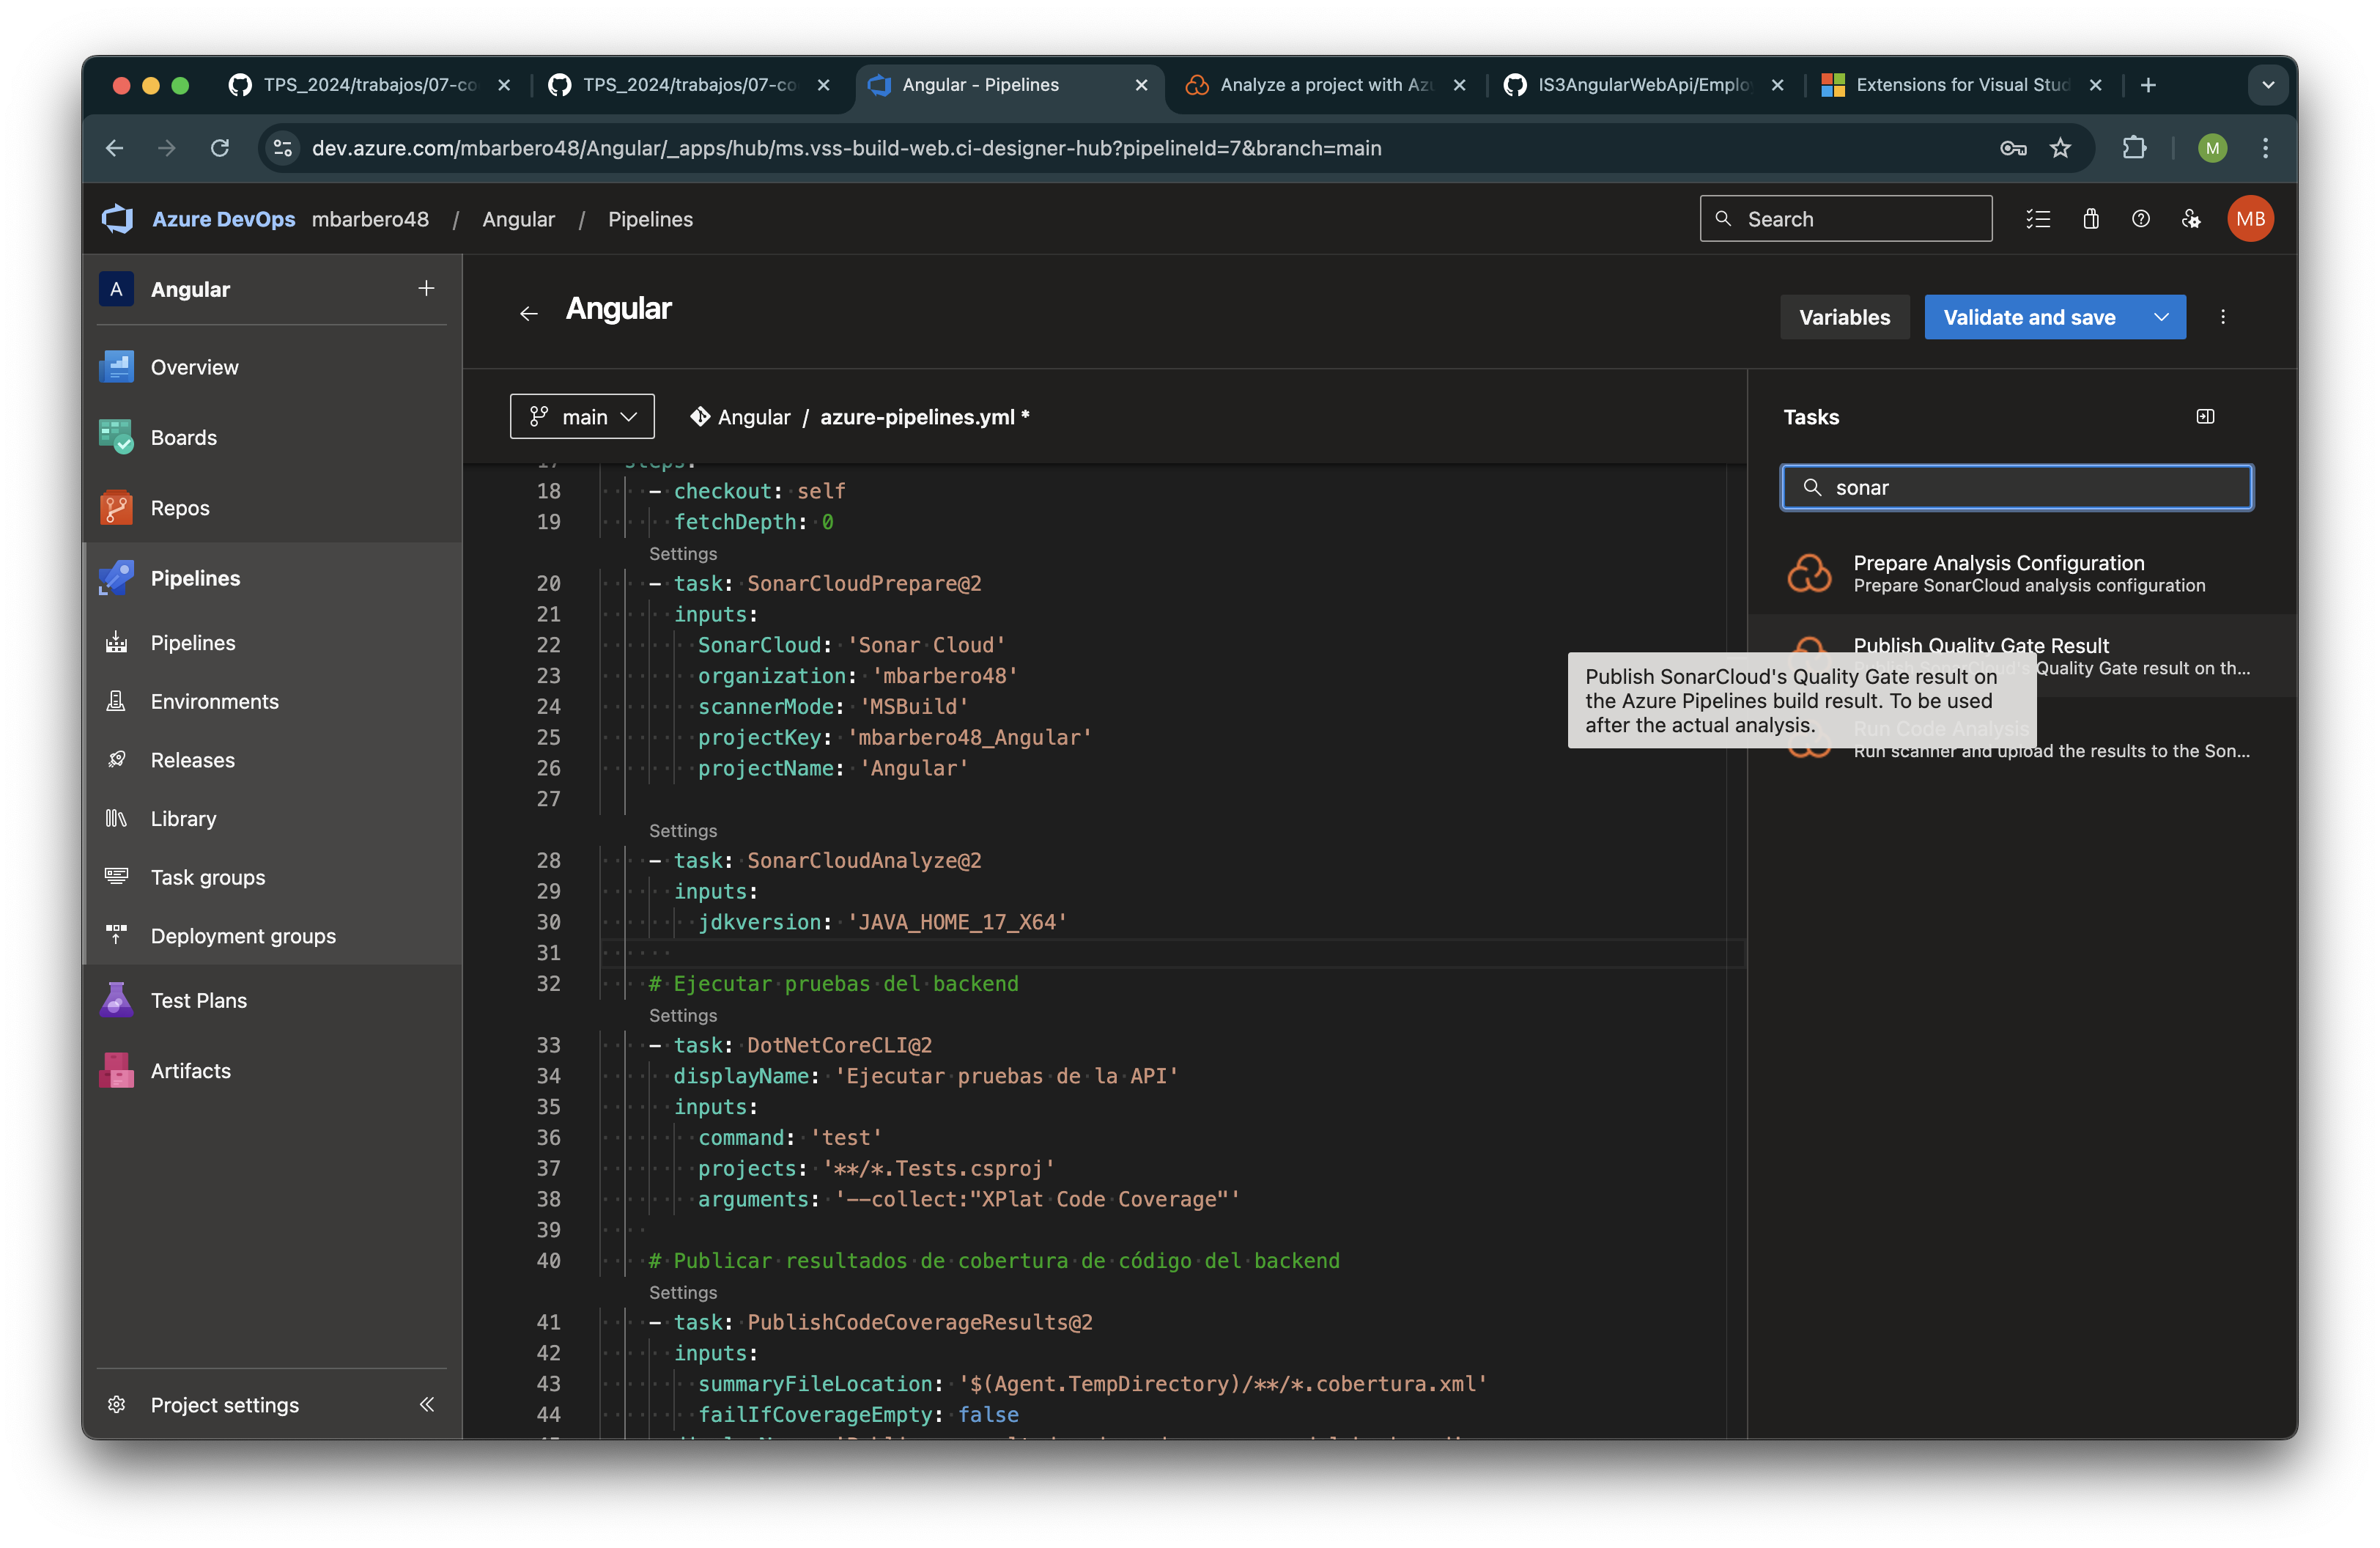 TPS_2024/trabajos/07-co
TPS_2024/trabajos/07-co
Angular - Pipelines
Analyze a project with Az
IS3AngularWebApi/Emplo
Extensions for Visual Stud
dev.azure.com/mbarbero48/Angular/_apps/hub/ms.vss-build-web.ci-designer-hub?pipelineId=7&branch=main
M
Azure DevOps mbarbero48 / Angular / Pipelines
Search
MB
A Angular
Overview
Boards
Repos
Pipelines
Pipelines
Environments
Releases
Library
Task groups
Deployment groups
Test Plans
Artifacts
Project settings
Angular
Variables
Validate and save
main
Angular / azure-pipelines.yml *
17 steps:
18 - checkout: self
19 fetchDepth: 0
Settings
20 - task: SonarCloudPrepare@2
21 inputs:
22 SonarCloud: 'Sonar Cloud'
23 organization: 'mbarbero48'
24 scannerMode: 'MSBuild'
25 projectKey: 'mbarbero48_Angular'
26 projectName: 'Angular'
27
Settings
28 - task: SonarCloudAnalyze@2
29 inputs:
30 jdkversion: 'JAVA_HOME_17_X64'
31
32 # Ejecutar pruebas del backend
Settings
33 - task: DotNetCoreCLI@2
34 displayName: 'Ejecutar pruebas de la API'
35 inputs:
36 command: 'test'
37 projects: '**/*.Tests.csproj'
38 arguments: '--collect:"XPlat Code Coverage"'
39
40 # Publicar resultados de cobertura de código del backend
Settings
41 - task: PublishCodeCoverageResults@2
42 inputs:
43 summaryFileLocation: '$(Agent.TempDirectory)/**/*.cobertura.xml'
44 failIfCoverageEmpty: false
Tasks
sonar
Prepare Analysis Configuration
Prepare SonarCloud analysis configuration
Publish Quality Gate Result
Publish SonarCloud's Quality Gate result on th...
Publish SonarCloud's Quality Gate result on
the Azure Pipelines build result. To be used
after the actual analysis.
Run Code Analysis
Run scanner and upload the results to the Son...